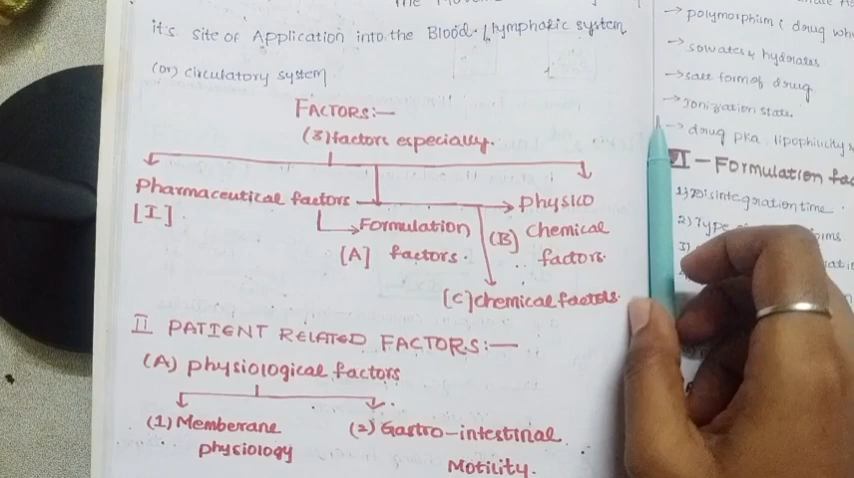 it's site of Application into the Blood. / lymphatic system
(or) circulatory system.
FACTORS:—
(3) factors especially.
Pharmaceutical factors
[I].
Formulation
[A] factors.
physico
(B) chemical
factors.
[C] chemical factors.
II PATIENT RELATED FACTORS:—
(A) physiological factors
(1) Memberane
physiology
(2) Gastro-intestinal
Motility.
→ polymorphism ( drug
→ solvates & hydrates
→ salt form of drug.
→ Ionization state.
→ drug pka lipophilicity &
II - Formulation
1) Disintegration time.
2) Type
3)